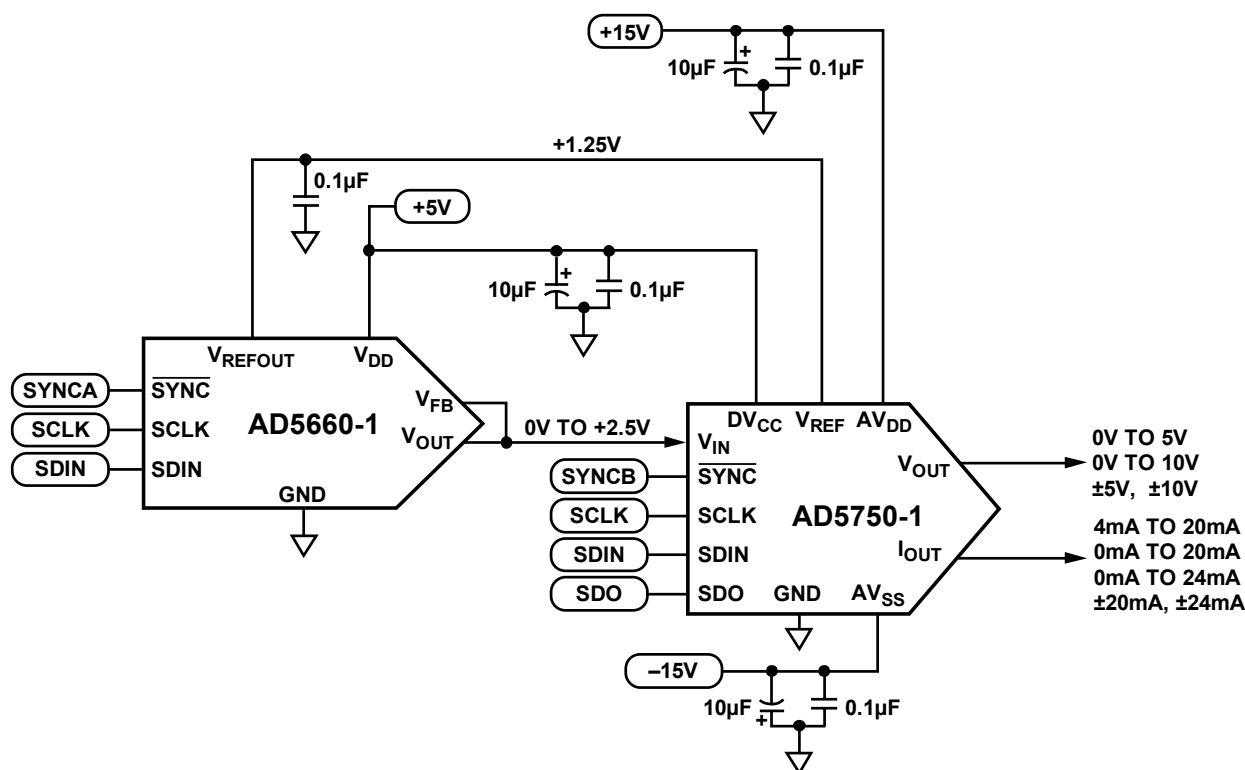 +15V
10µF
+
0.1µF
+1.25V
0.1µF
+5V
10µF
+
0.1µF
VREFOUT
VDD
SYNCA
SYNC
SCLK
SCLK
SDIN
SDIN
AD5660-1
VFB
VOUT
GND
0V TO +2.5V
DVCC
VREF
AVDD
VIN
SYNCB
SYNC
SCLK
SCLK
SDIN
SDIN
SDO
SDO
AD5750-1
VOUT
IOUT
GND
AVSS
0V TO 5V
0V TO 10V
±5V, ±10V
4mA TO 20mA
0mA TO 20mA
0mA TO 24mA
±20mA, ±24mA
–15V
10µF
+
0.1µF